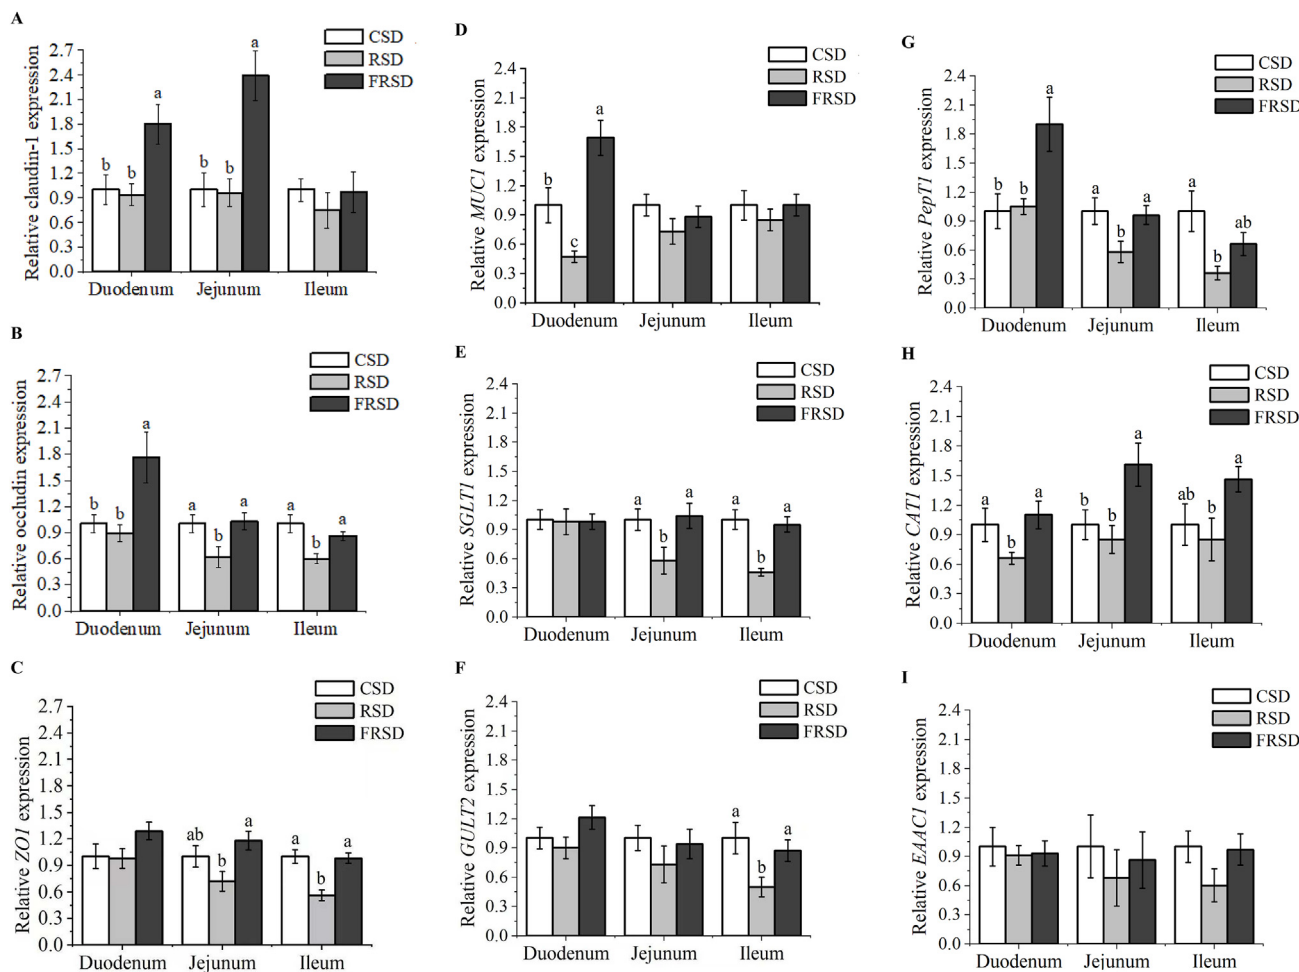 A
CSD
RSD
FRSD
Relative claudin-1 expression
2.7
2.4
2.1
1.8
1.5
1.2
0.9
0.6
0.3
0.0
b b a
b b a
Duodenum Jejunum Ileum
B
CSD
RSD
FRSD
Relative occludin expression
2.7
2.4
2.1
1.8
1.5
1.2
0.9
0.6
0.3
0.0
b b a
a b a
a b a
Duodenum Jejunum Ileum
C
CSD
RSD
FRSD
Relative ZO1 expression
2.7
2.4
2.1
1.8
1.5
1.2
0.9
0.6
0.3
0.0
ab b a
a b a
Duodenum Jejunum Ileum
D
CSD
RSD
FRSD
Relative MUC1 expression
2.4
2.1
1.8
1.5
1.2
0.9
0.6
0.3
0.0
b c a
Duodenum Jejunum Ileum
E
CSD
RSD
FRSD
Relative SGLT1 expression
2.4
2.1
1.8
1.5
1.2
0.9
0.6
0.3
0.0
a b a
a b a
Duodenum Jejunum Ileum
F
CSD
RSD
FRSD
Relative GULT2 expression
2.4
2.1
1.8
1.5
1.2
0.9
0.6
0.3
0.0
a b a
Duodenum Jejunum Ileum
G
CSD
RSD
FRSD
Relative PepT1 expression
2.4
2.1
1.8
1.5
1.2
0.9
0.6
0.3
0.0
b b a
a b a
a b ab
Duodenum Jejunum Ileum
H
CSD
RSD
FRSD
Relative CAT1 expression
2.4
2.1
1.8
1.5
1.2
0.9
0.6
0.3
0.0
a b a
b b a
ab b a
Duodenum Jejunum Ileum
I
CSD
RSD
FRSD
Relative EAAC1 expression
2.4
2.1
1.8
1.5
1.2
0.9
0.6
0.3
0.0
Duodenum Jejunum Ileum